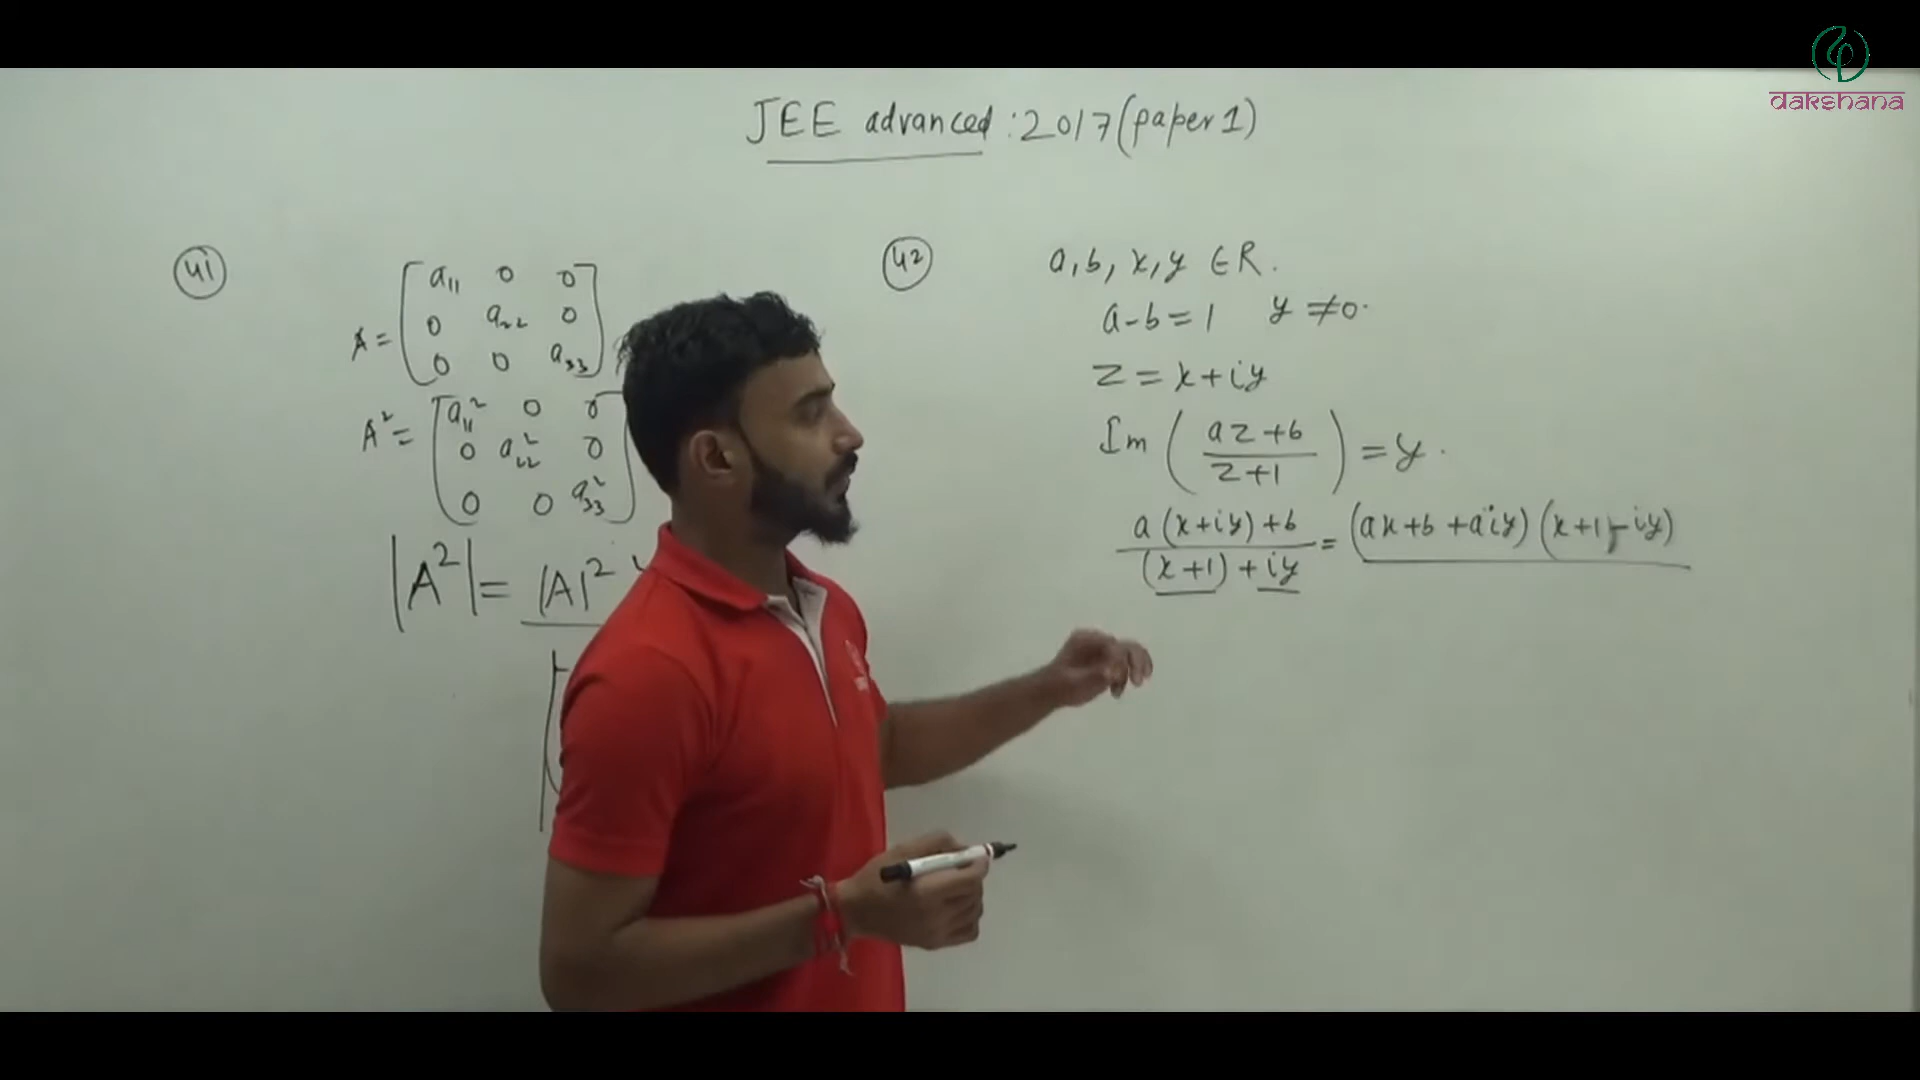 dakshana
JEE advanced : 2017 (paper 1)
41
A = [a₁₁ 0 0
0 a₂₂ 0
0 0 a₃₃]
A² = [a₁₁² 0 0
0 a₂₂² 0
0 0 a₃₃²]
|A²| = |A|²
42
a, b, x, y ∈ R.
a-b = 1 y ≠ 0.
z = x + iy
Im ( (az+b)/(z+1) ) = y.
(a(x+iy)+b)/((x+1)+iy) = (ax+b+aiy)(x+1-iy)